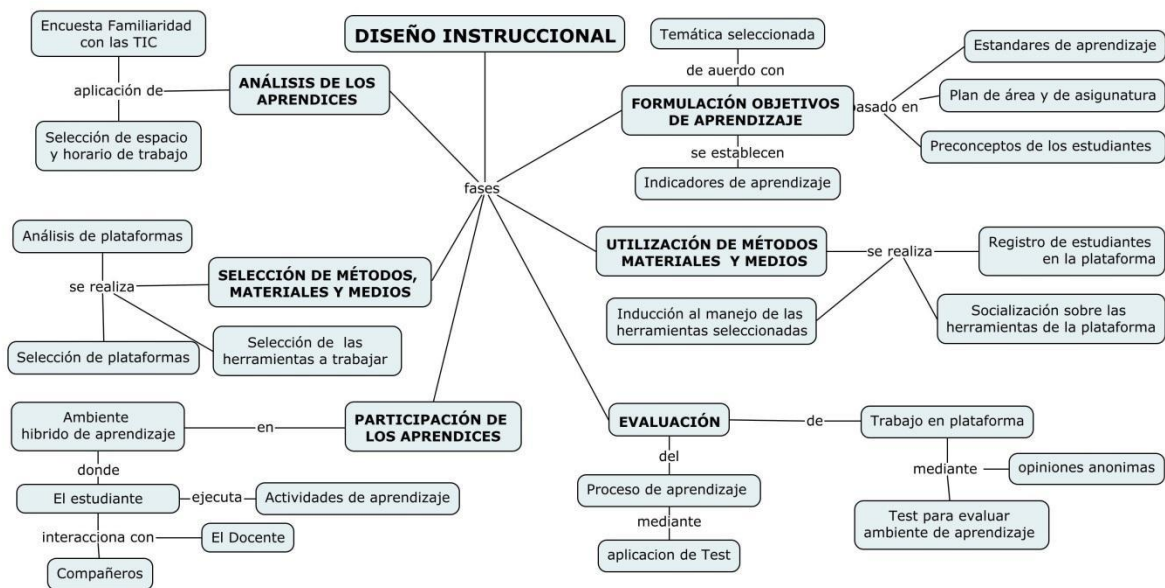 DISEÑO INSTRUCCIONAL
fases
Encuesta Familiaridad
con las TIC
aplicación de
Selección de espacio
y horario de trabajo
ANÁLISIS DE LOS
APRENDICES
Temática seleccionada
de auerdo con
FORMULACIÓN OBJETIVOS
DE APRENDIZAJE
se establecen
Indicadores de aprendizaje
basado en
Estandares de aprendizaje
Plan de área y de asigunatura
Preconceptos de los estudiantes
Análisis de plataformas
se realiza
Selección de plataformas
Selección de las
herramientas a trabajar
SELECCIÓN DE MÉTODOS,
MATERIALES Y MEDIOS
UTILIZACIÓN DE MÉTODOS
MATERIALES Y MEDIOS
se realiza
Registro de estudiantes
en la plataforma
Inducción al manejo de las
herramientas seleccionadas
Socialización sobre las
herramientas de la plataforma
Ambiente
hibrido de aprendizaje
en
PARTICIPACIÓN DE
LOS APRENDICES
donde
El estudiante
ejecuta
Actividades de aprendizaje
interacciona con
El Docente
Compañeros
EVALUACIÓN
de
Trabajo en plataforma
del
Proceso de aprendizaje
mediante
aplicacion de Test
mediante
opiniones anonimas
Test para evaluar
ambiente de aprendizaje